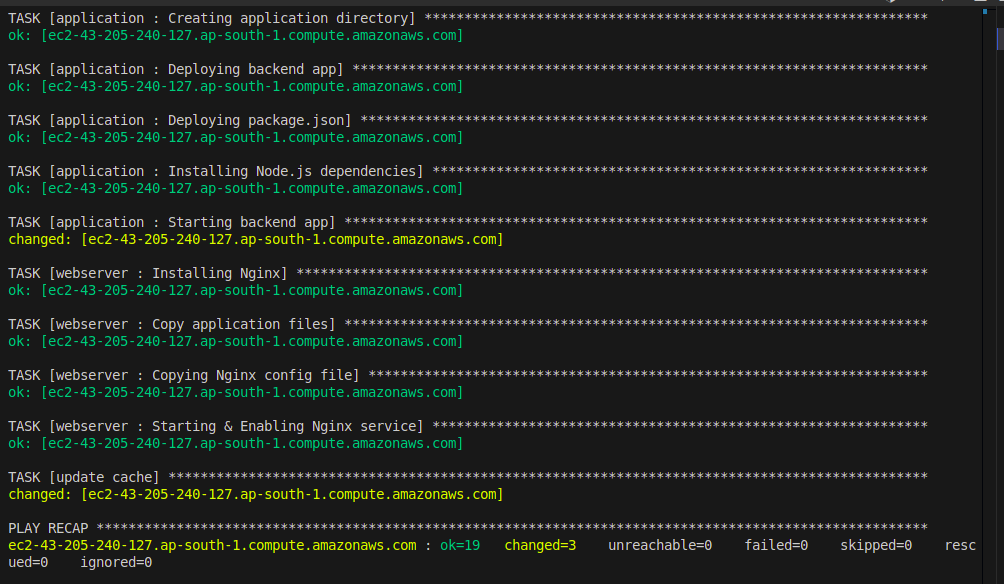 TASK [application : Creating application directory] ***************************************************************
ok: [ec2-43-205-240-127.ap-south-1.compute.amazonaws.com]
TASK [application : Deploying backend app] ************************************************************************
ok: [ec2-43-205-240-127.ap-south-1.compute.amazonaws.com]
TASK [application : Deploying package.json] ***********************************************************************
ok: [ec2-43-205-240-127.ap-south-1.compute.amazonaws.com]
TASK [application : Installing Node.js dependencies] **************************************************************
ok: [ec2-43-205-240-127.ap-south-1.compute.amazonaws.com]
TASK [application : Starting backend app] *************************************************************************
changed: [ec2-43-205-240-127.ap-south-1.compute.amazonaws.com]
TASK [webserver : Installing Nginx] *******************************************************************************
ok: [ec2-43-205-240-127.ap-south-1.compute.amazonaws.com]
TASK [webserver : Copy application files] *************************************************************************
ok: [ec2-43-205-240-127.ap-south-1.compute.amazonaws.com]
TASK [webserver : Copying Nginx config file] **********************************************************************
ok: [ec2-43-205-240-127.ap-south-1.compute.amazonaws.com]
TASK [webserver : Starting & Enabling Nginx service] **************************************************************
ok: [ec2-43-205-240-127.ap-south-1.compute.amazonaws.com]
TASK [update cache] ***********************************************************************************************
changed: [ec2-43-205-240-127.ap-south-1.compute.amazonaws.com]
PLAY RECAP ********************************************************************************************************
ec2-43-205-240-127.ap-south-1.compute.amazonaws.com : ok=19   changed=3    unreachable=0    failed=0    skipped=0    resc
ued=0    ignored=0